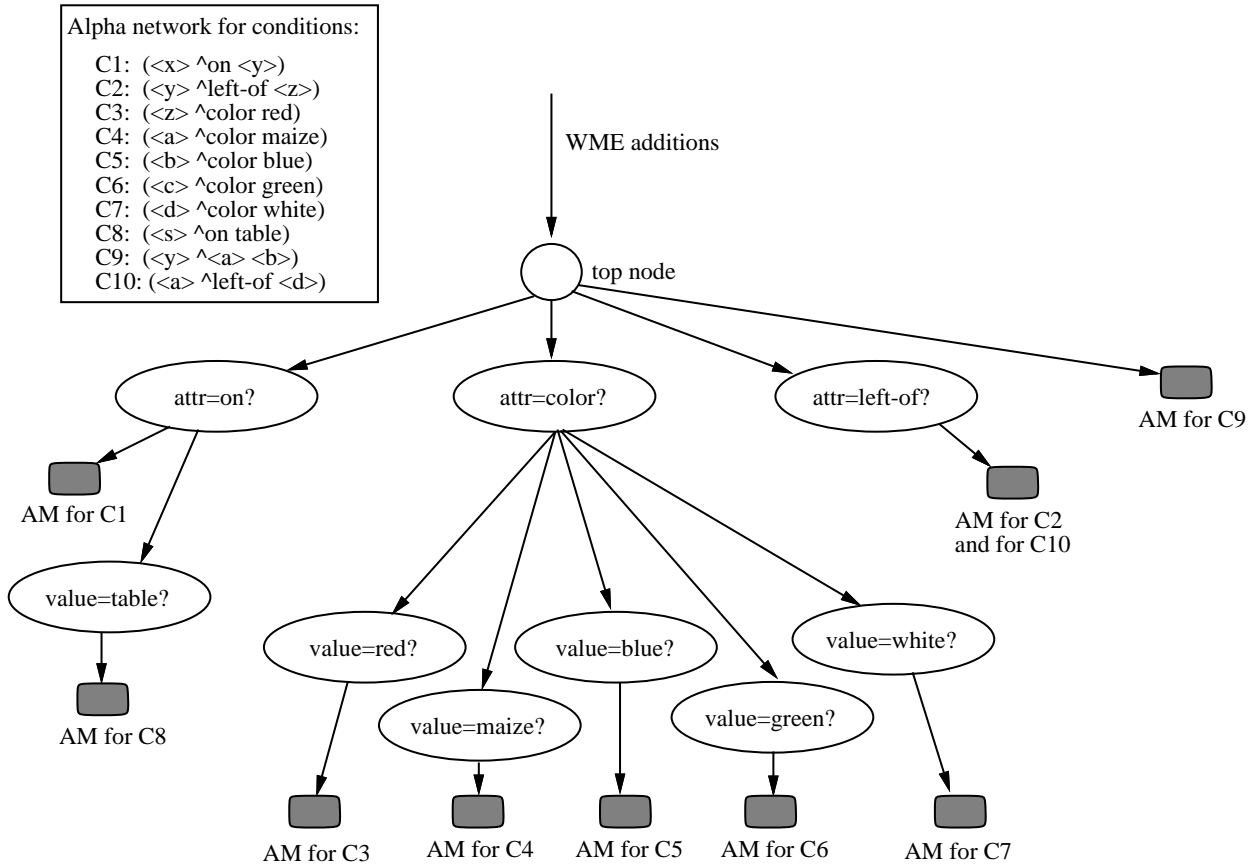 Alpha network for conditions:
C1: (<x> ^on <y>)
C2: (<y> ^left-of <z>)
C3: (<z> ^color red)
C4: (<a> ^color maize)
C5: (<b> ^color blue)
C6: (<c> ^color green)
C7: (<d> ^color white)
C8: (<s> ^on table)
C9: (<y> ^<a> <b>)
C10: (<a> ^left-of <d>)
WME additions
top node
attr=on?
attr=color?
attr=left-of?
AM for C9
AM for C1
AM for C2
and for C10
value=table?
value=red?
value=blue?
value=white?
AM for C8
value=maize?
value=green?
AM for C3
AM for C4
AM for C5
AM for C6
AM for C7